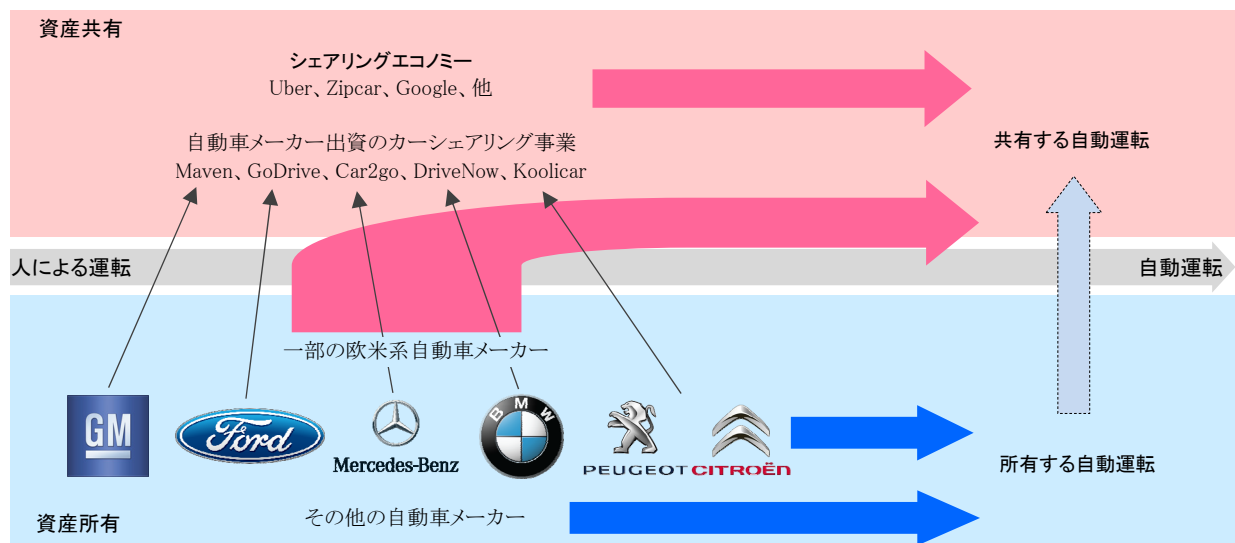 資産共有
シェアリングエコノミー
Uber、Zipcar、Google、他
自動車メーカー出資のカーシェアリング事業
Maven、GoDrive、Car2go、DriveNow、Koolicar
共有する自動運転
人による運転
自動運転
一部の欧米系自動車メーカー
GM
Ford
Mercedes-Benz
BMW
PEUGEOT CITROËN
所有する自動運転
その他の自動車メーカー
資産所有